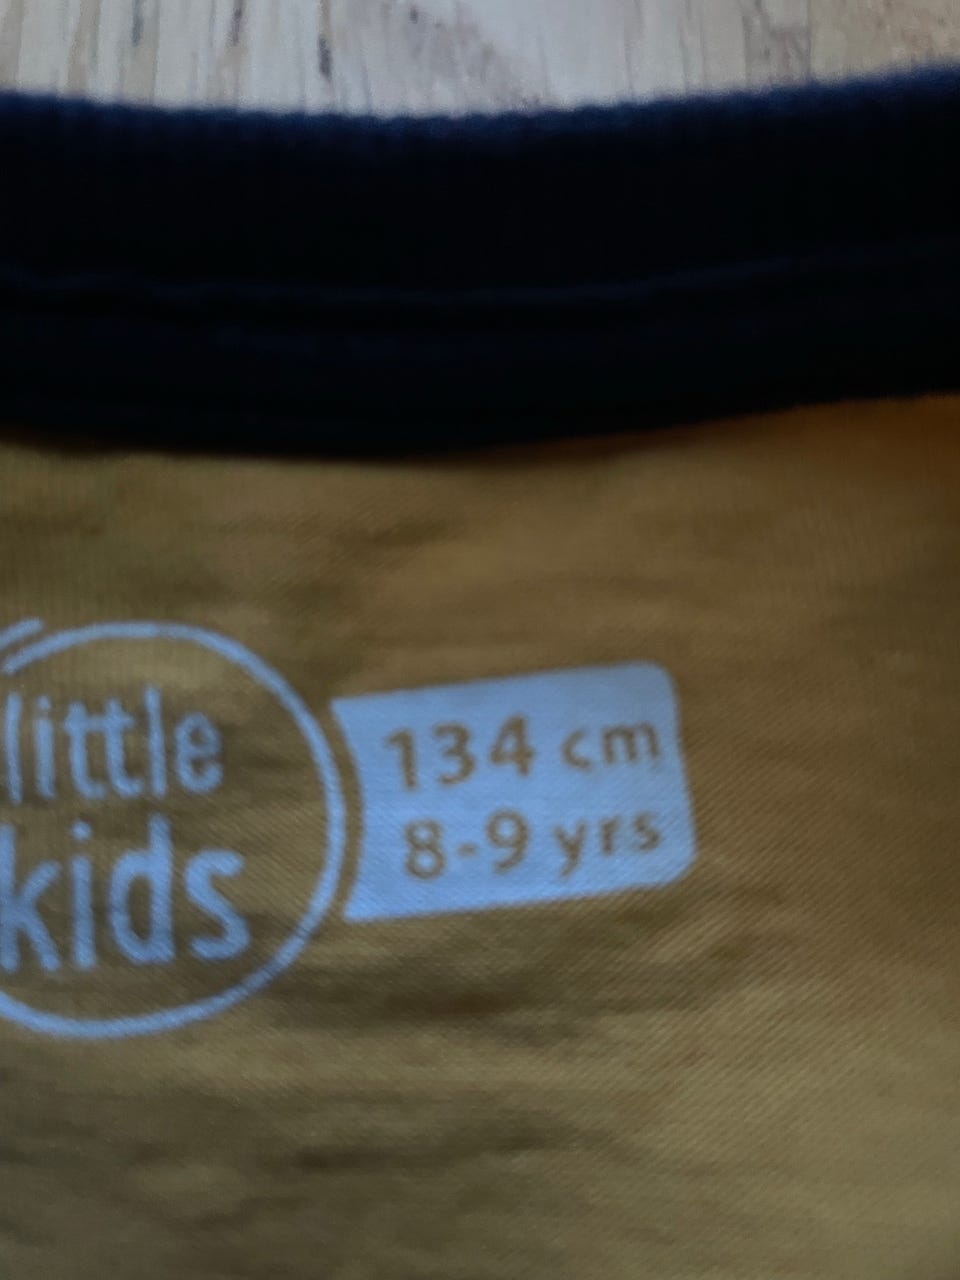 little
kids
134 cm
8-9 yrs